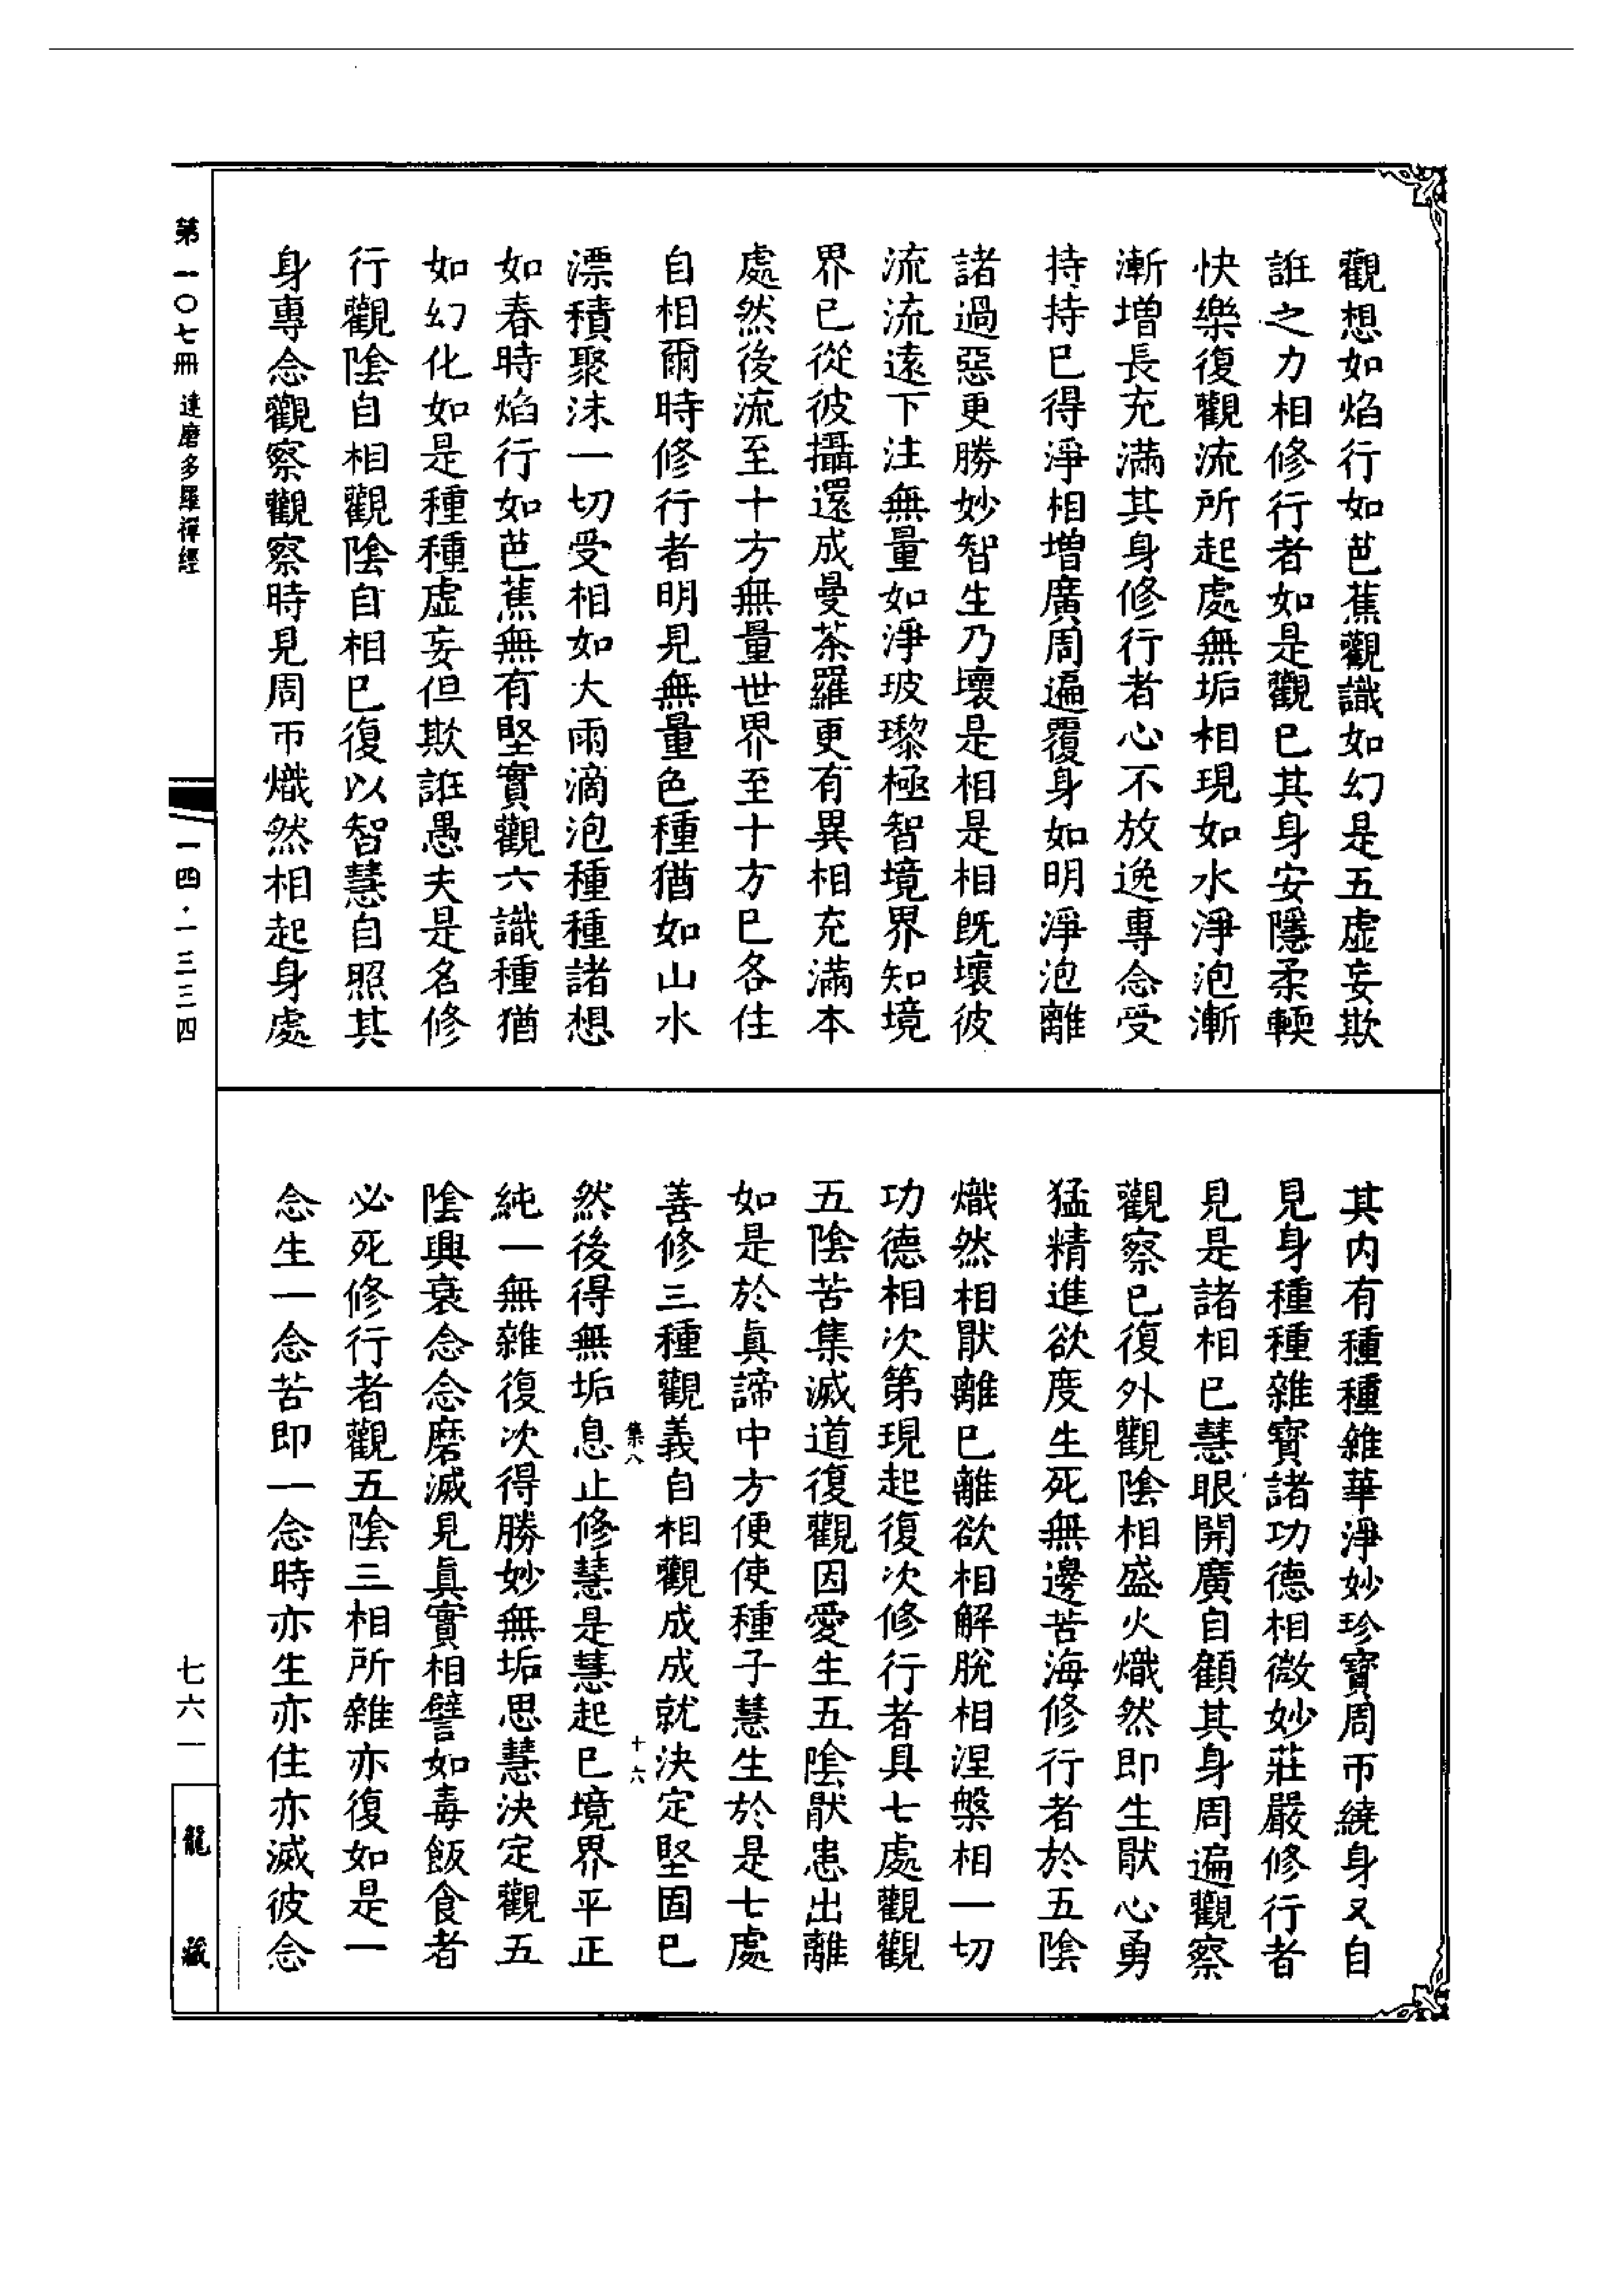 觀想如焰行如芭蕉觀識如幻是五虛妄欺
誑之力相修行者如是觀已其身安隱柔輭
快樂復觀流所起處無垢相現如水淨泡漸
漸增長充滿其身修行者心不放逸專念受
持持已得淨相增廣周遍覆身如明淨泡離
諸過惡更勝妙智生乃壞是相是相既壞彼
流流遠下注無量如淨玻瓈極智境界知境
界已從彼攝還成曼茶羅更有異相充滿本
處然後流至十方無量世界至十方已各住
自相爾時修行者明見無量色種猶如山水
漂積聚沫一切受相如大雨滴泡種種諸想
如春時焰行如芭蕉無有堅實觀六識種猶
如幻化如是種種虛妄但欺誑愚夫是名修
行觀陰自相觀陰自相已復以智慧自照其
身專念觀察觀察時見周帀熾然相起身處
其内有種種雜華淨妙珍寶周帀繞身又自
見身種種雜寳諸功德相微妙莊嚴修行者
見是諸相已慧眼開廣自顧其身周遍觀察
觀察已復外觀陰相盛火熾然即生猒心勇
猛精進欲度生死無邊苦海修行者於五陰
熾然相猒離已離欲相解脫相涅槃相一切
功德相次第現起復次修行者具七處觀觀
五陰苦集滅道復觀因愛生五陰猒患出離
如是於眞諦中方便使種子慧生於是七處
善修三種觀義自相觀成成就決定堅固已
集八 十六
然後得無垢息止修慧是慧起已境界平正
純一無雜復次得勝妙無垢思慧決定觀五
陰興衰念念磨滅見眞實相譬如毒飯食者
必死修行者觀五陰三相所雜亦復如是一
念生一念苦即一念時亦生亦住亦滅彼念
第一〇七冊 達磨多羅禪經
一四·一三三四
七六一
龍藏